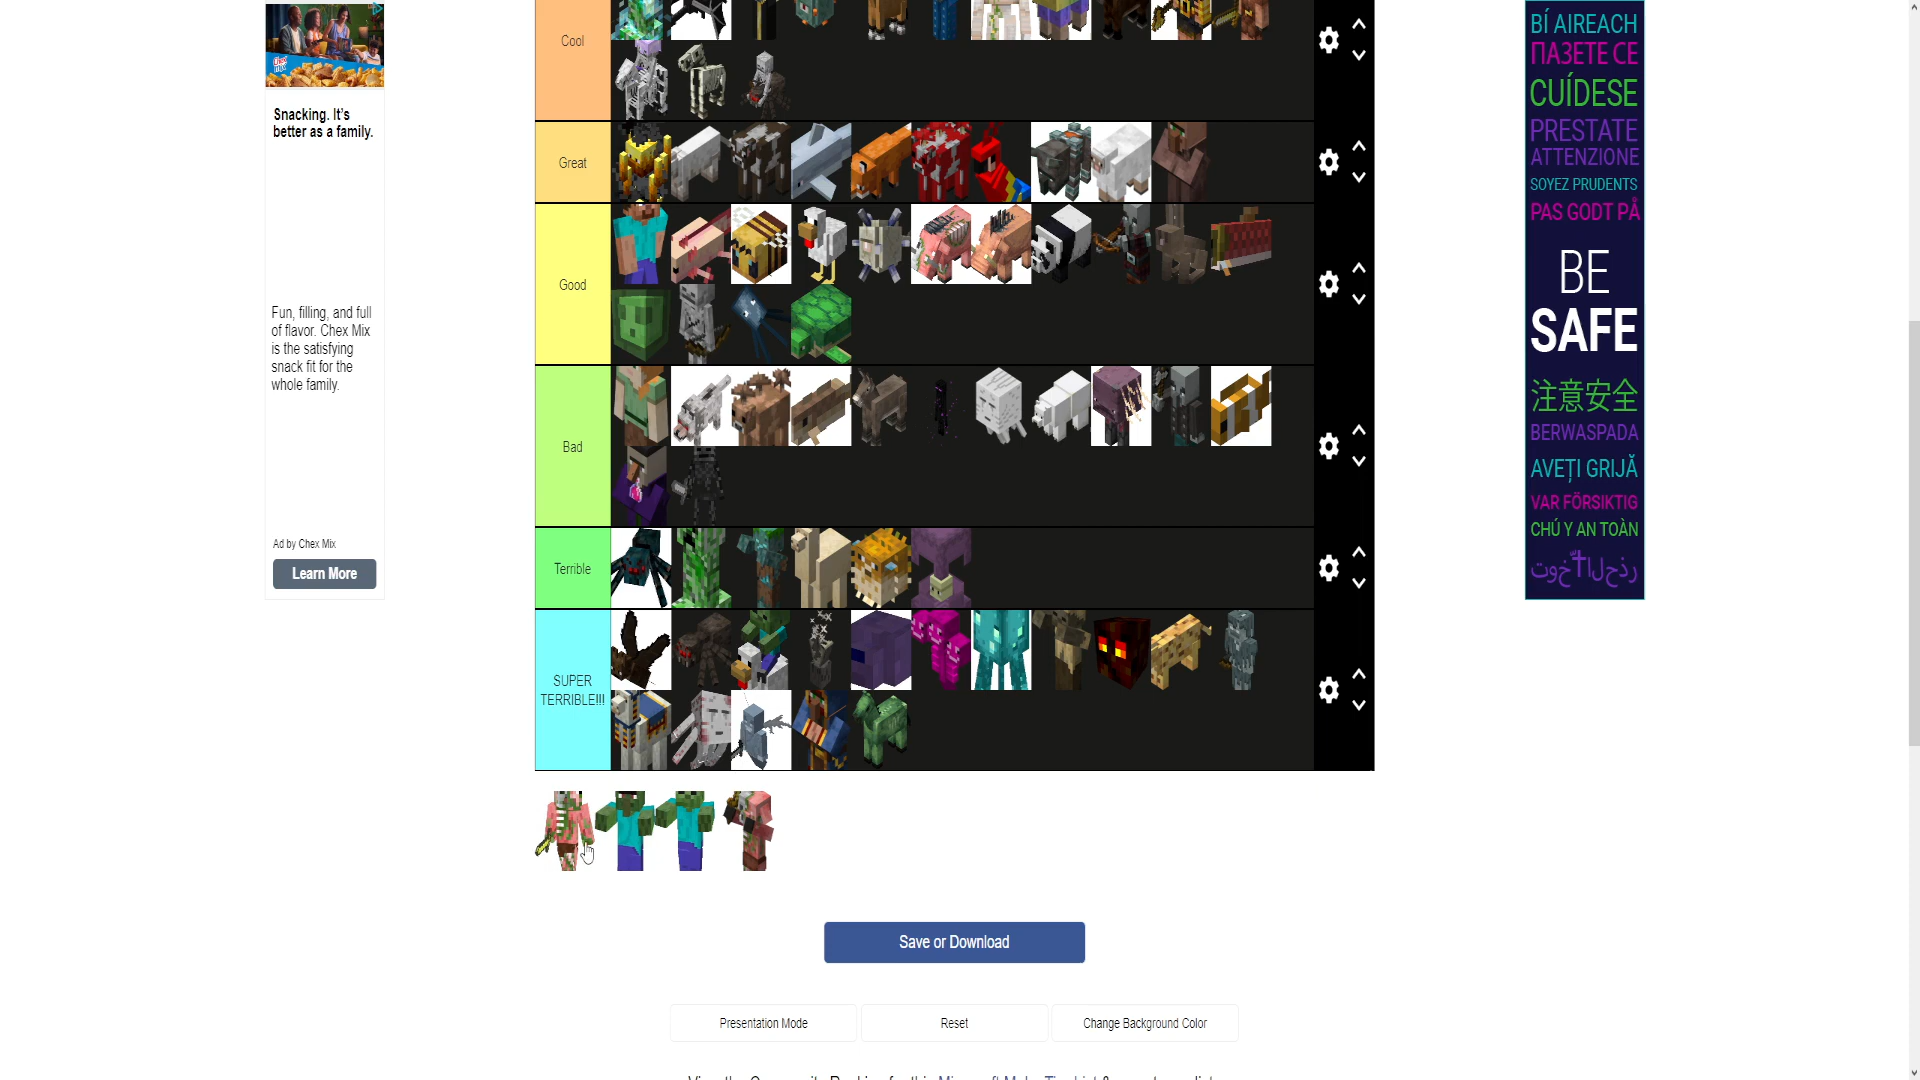 Snacking. It's
better as a family.
Fun, filling, and full
of flavor. Chex Mix
is the satisfying
snack fit for the
whole family.
Ad by Chex Mix
Learn More
Cool
Great
Good
Bad
Terrible
SUPER
TERRIBLE!!!
Save or Download
Presentation Mode
Reset
Change Background Color
BÍ AIREACH
ПАЗЕТЕ СЕ
CUÍDESE
PRESTATE
ATTENZIONE
SOYEZ PRUDENTS
PAS GODT PÅ
BE
SAFE
注意安全
BERWASPADA
AVEȚI GRIJĂ
VAR FÖRSIKTIG
CHÚ Ý AN TOÀN